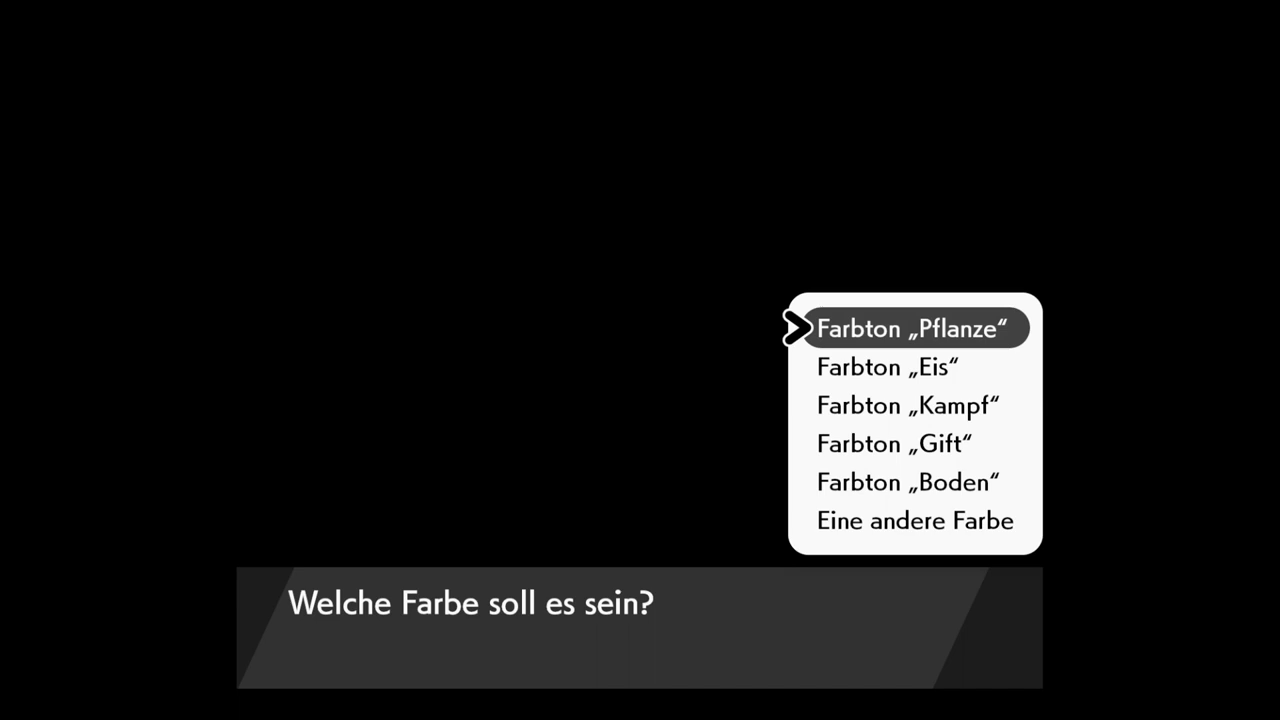 Farbton „Pflanze“
Farbton „Eis“
Farbton „Kampf“
Farbton „Gift“
Farbton „Boden“
Eine andere Farbe
Welche Farbe soll es sein?